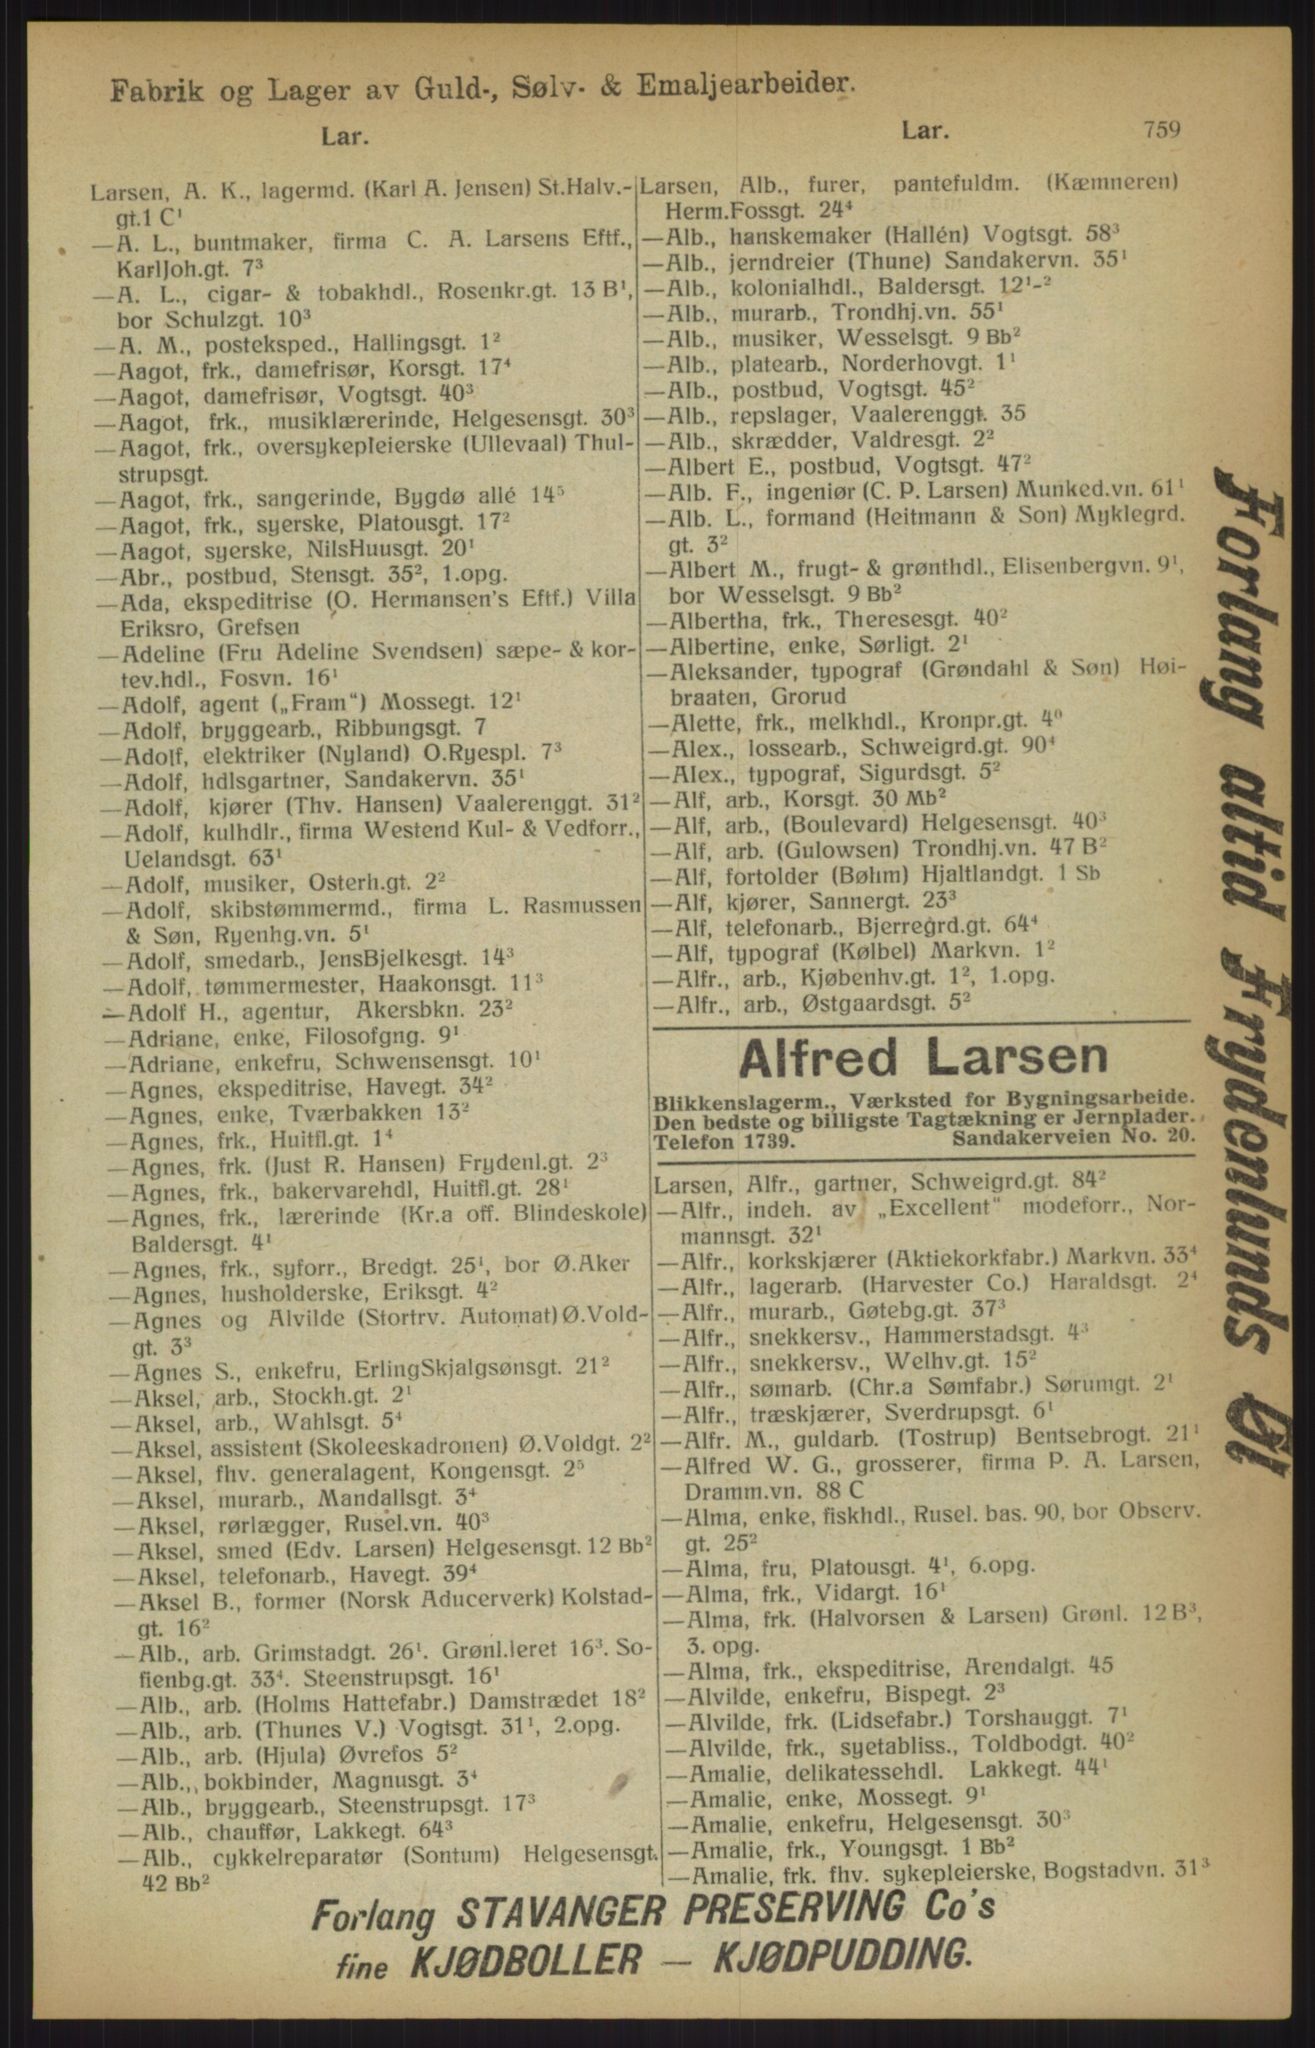 Fabrik og Lager av Guld-, Sølv- & Emaljearbeider.
Lar.
Lar.
759
Larsen, A. K., lagermd. (Karl A. Jensen) St.Halv.-
gt.1 C¹
—A. L., buntmaker, firma C. A. Larsens Eftf.,
KarlJoh.gt. 7³
—A. L., cigar- & tobakhdl., Rosenkr.gt. 13 B¹,
bor Schulzgt. 10³
—A. M., posteksped., Hallingsgt. 1²
—Aagot, frk., damefrisør, Korsgt. 17⁴
—Aagot, damefrisør, Vogtsgt. 40³
—Aagot, frk., musiklærerinde, Helgesensgt. 30³
—Aagot, frk., oversykepleierske (Ullevaal) Thul-
strupsgt.
—Aagot, frk., sangerinde, Bygdø allé 14⁵
—Aagot, frk., syerske, Platousgt. 17²
—Aagot, syerske, NilsHuusgt. 20¹
—Abr., postbud, Stensgt. 35², 1.opg.
—Ada, ekspeditrise (O. Hermansen's Eftf.) Villa
Eriksro, Grefsen
—Adeline (Fru Adeline Svendsen) sæpe- & kor-
tev.hdl., Fosvn. 16¹
—Adolf, agent („Fram“) Mossegt. 12¹
—Adolf, bryggearb., Ribbungsgt. 7
—Adolf, elektriker (Nyland) O.Ryespl. 7³
—Adolf, hdlsgartner, Sandakervn. 35¹
—Adolf, kjører (Thv. Hansen) Vaalerenggt. 31²
—Adolf, kulhdlr., firma Westend Kul- & Vedforr.,
Uelandsgt. 63¹
—Adolf, musiker, Osterh.gt. 2²
—Adolf, skibstømmermd., firma L. Rasmussen
& Søn, Ryenhg.vn. 5¹
—Adolf, smedarb., JensBjelkesgt. 14³
—Adolf, tømmermester, Haakonsgt. 11³
—Adolf H., agentur, Akersbkn. 23²
—Adriane, enke, Filosofgng. 9¹
—Adriane, enkefru, Schwensensgt. 10¹
—Agnes, ekspeditrise, Havegt. 34²
—Agnes, enke, Tværbakken 13²
—Agnes, frk., Huitfl.gt. 1⁴
—Agnes, frk. (Just R. Hansen) Frydenl.gt. 2³
—Agnes, frk., bakervarehdl, Huitfl.gt. 28¹
—Agnes, frk., lærerinde (Kr.a off. Blindeskole)
Baldersgt. 4¹
—Agnes, frk., syforr., Bredgt. 25¹, bor Ø.Aker
—Agnes, husholderske, Eriksgt. 4²
—Agnes og Alvilde (Stortrv. Automat) Ø.Vold-
gt. 3³
—Agnes S., enkefru, ErlingSkjalgsønsgt. 21²
—Aksel, arb., Stockh.gt. 2¹
—Aksel, arb., Wahlsgt. 5⁴
—Aksel, assistent (Skoleeskadronen) Ø.Voldgt. 2²
—Aksel, fhv. generalagent, Kongensgt. 2⁵
—Aksel, murarb., Mandallsgt. 3⁴
—Aksel, rørlægger, Rusel.vn. 40³
—Aksel, smed (Edv. Larsen) Helgesensgt. 12 Bb²
—Aksel, telefonarb., Havegt. 39⁴
—Aksel B., former (Norsk Aducerverk) Kolstad-
gt. 16²
—Alb., arb. Grimstadgt. 26¹. Grønl.leret 16³. So-
fienbg.gt. 33⁴. Steenstrupsgt. 16¹
—Alb., arb. (Holms Hattefabr.) Damstrædet 18²
—Alb., arb. (Thunes V.) Vogtsgt. 31¹, 2.opg.
—Alb., arb. (Hjula) Øvrefos 5²
—Alb., bokbinder, Magnusgt. 3⁴
—Alb., bryggearb., Steenstrupsgt. 17³
—Alb., chauffør, Lakkegt. 64³
—Alb., cykkelreparatør (Sontum) Helgesensgt.
42 Bb²
Larsen, Alb., furer, pantefuldm. (Kæmneren)
Herm.Fossgt. 24⁴
—Alb., hanskemaker (Hallén) Vogtsgt. 58³
—Alb., jerndreier (Thune) Sandakervn. 35¹
—Alb., kolonialhdl., Baldersgt. 12¹-²
—Alb., murarb., Trondhj.vn. 55¹
—Alb., musiker, Wesselsgt. 9 Bb²
—Alb., platearb., Norderhovgt. 1¹
—Alb., postbud, Vogtsgt. 45²
—Alb., repslager, Vaalerenggt. 35
—Alb., skrædder, Valdresgt. 2²
—Albert E., postbud, Vogtsgt. 47²
—Alb. F., ingeniør (C. P. Larsen) Munked.vn. 61¹
—Alb. L., formand (Heitmann & Son) Myklegrd.
gt. 3²
—Albert M., frugt- & grønthdl., Elisenbergvn. 9¹,
bor Wesselsgt. 9 Bb²
—Albertha, frk., Theresesgt. 40²
—Albertine, enke, Sørligt. 2¹
—Aleksander, typograf (Grøndahl & Søn) Høi-
braaten, Grorud
—Alette, frk., melkhdl., Kronpr.gt. 4⁰
—Alex., lossearb., Schweigrd.gt. 90⁴
—Alex., typograf, Sigurdsgt. 5²
—Alf, arb., Korsgt. 30 Mb²
—Alf, arb., (Boulevard) Helgesensgt. 40³
—Alf, arb. (Gulowsen) Trondhj.vn. 47 B²
—Alf, fortolder (Bøhm) Hjaltlandgt. 1 Sb
—Alf, kjører, Sannergt. 23³
—Alf, telefonarb., Bjerregrd.gt. 64⁴
—Alf, typograf (Kølbel) Markvn. 1²
—Alfr., arb., Kjøbenhv.gt. 1², 1.opg.
—Alfr., arb., Østgaardsgt. 5²
Alfred Larsen
Blikkenslagerm., Værksted for Bygningsarbeide.
Den bedste og billigste Tagtækning er Jernplader.
Telefon 1739. Sandakerveien No. 20.
Larsen, Alfr., gartner, Schweigrd.gt. 84²
—Alfr., indeh. av „Excellent“ modeforr., Nor-
mannsgt. 32¹
—Alfr., korkskjærer (Aktiekorkfabr.) Markvn. 33⁴
—Alfr., lagerarb. (Harvester Co.) Haraldsgt. 2⁴
—Alfr., murarb., Gøtebg.gt. 37³
—Alfr., snekkersv., Hammerstadsgt. 4³
—Alfr., snekkersv., Welhv.gt. 15²
—Alfr., sømarb. (Chr.a Sømfabr.) Sørumgt. 2¹
—Alfr., træskjærer, Sverdrupsgt. 6¹
—Alfr. M., guldarb. (Tostrup) Bentsebrogt. 21¹
—Alfred W. G., grosserer, firma P. A. Larsen,
Dramm.vn. 88 C
—Alma, enke, fiskhdl., Rusel. bas. 90, bor Observ.
gt. 25²
—Alma, fru, Platousgt. 4¹, 6.opg.
—Alma, frk., Vidargt. 16¹
—Alma, frk. (Halvorsen & Larsen) Grønl. 12 B³,
3. opg.
—Alma, frk., ekspeditrise, Arendalgt. 45
—Alvilde, enkefru, Bispegt. 2³
—Alvilde, frk. (Lidsefabr.) Torshauggt. 7¹
—Alvilde, frk., syetabliss., Toldbodgt. 40²
—Amalie, delikatessehdl. Lakkegt. 44¹
—Amalie, enke, Mossegt. 9¹
—Amalie, enkefru, Helgesensgt. 30³
—Amalie, frk., Youngsgt. 1 Bb²
—Amalie, frk. fhv. sykepleierske, Bogstadvn. 31³
Forlang altid Frydenlunds Øl
Forlang STAVANGER PRESERVING Co's
fine KJØDBOLLER — KJØDPUDDING.